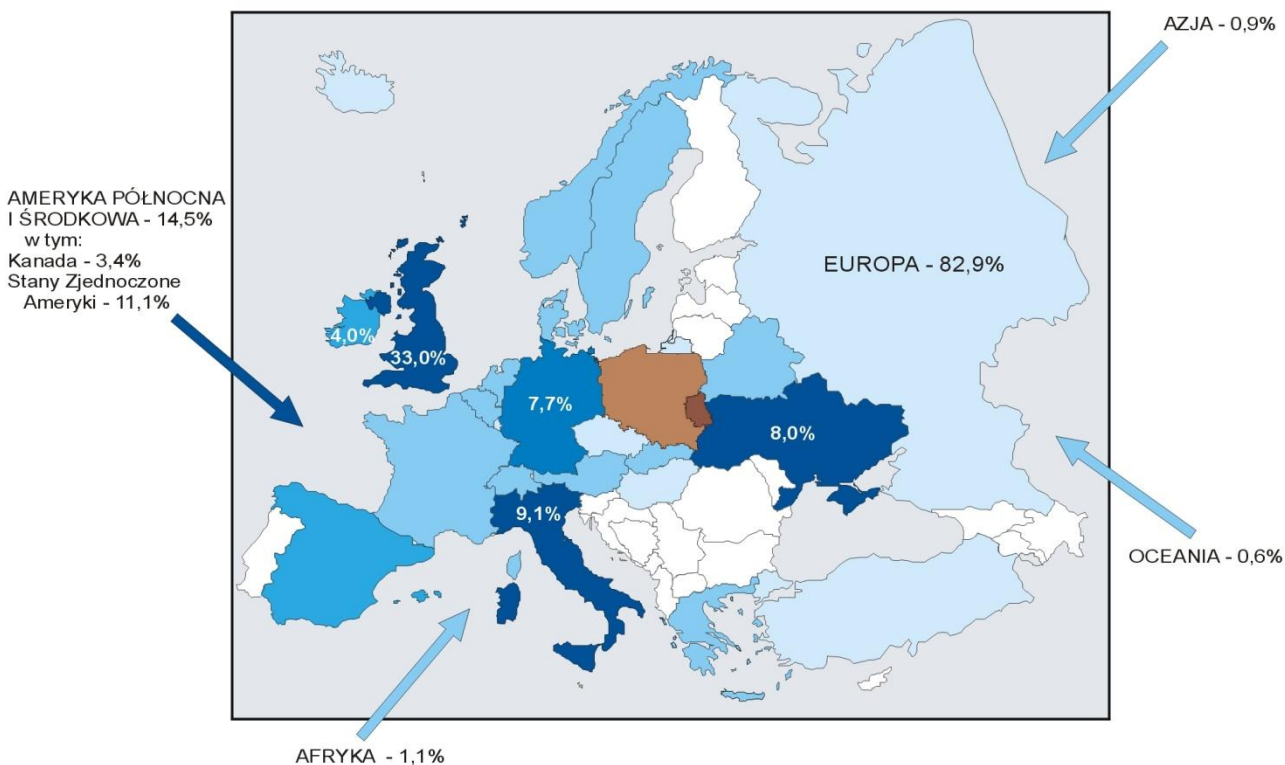 AZJA - 0,9%
AMERYKA PÓŁNOCNA
I ŚRODKOWA - 14,5%
w tym:
Kanada - 3,4%
Stany Zjednoczone
Ameryki - 11,1%
EUROPA - 82,9%
4,0%
33,0%
7,7%
8,0%
9,1%
OCEANIA - 0,6%
AFRYKA - 1,1%